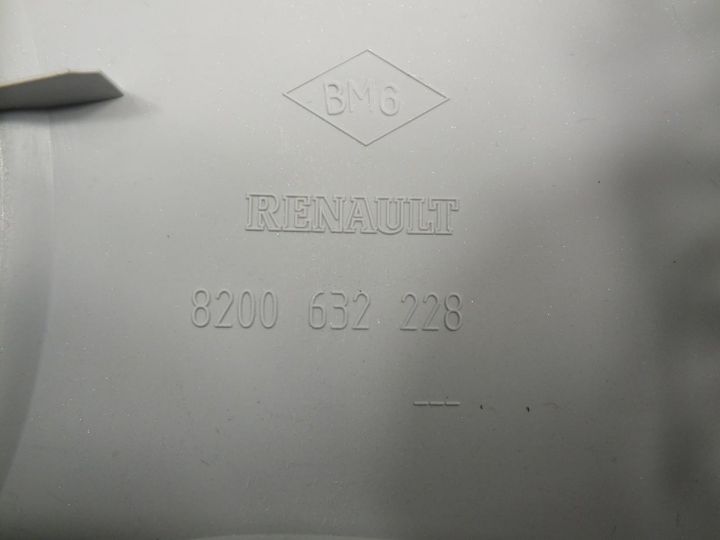 BM6
RENAULT
8200 632 228
---